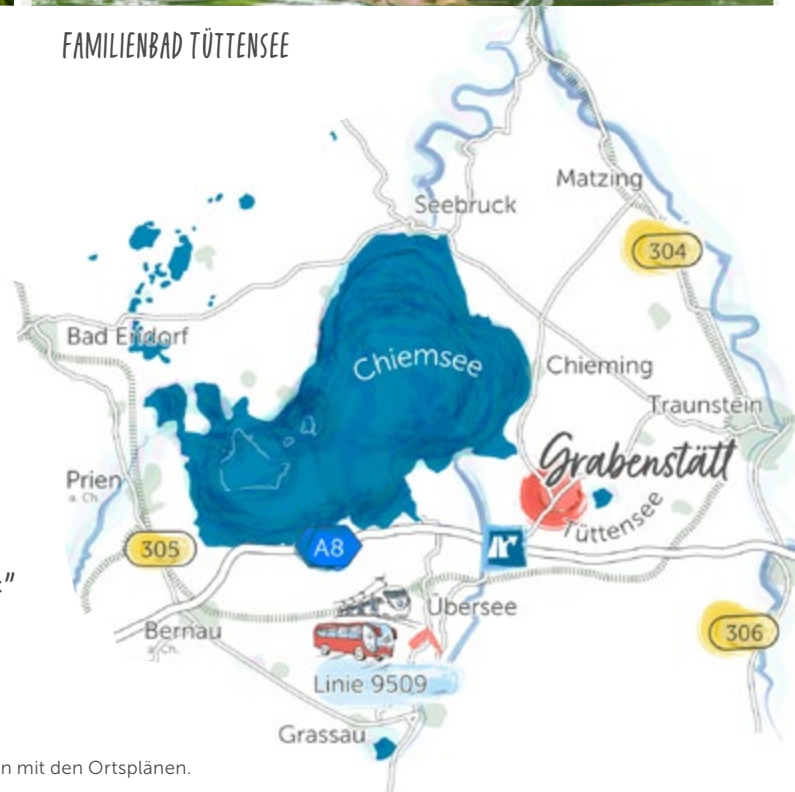 FAMILIENBAD TÜTTENSEE
Matzing
Seebruck
304
Bad Endorf
Chiemsee
Chieming
Traunstein
Grabenstätt
Prien
a. Ch.
Tüttensee
305
A8
"
Übersee
Bernau
a. Ch.
306
Linie 9509
Grassau
n mit den Ortsplänen.